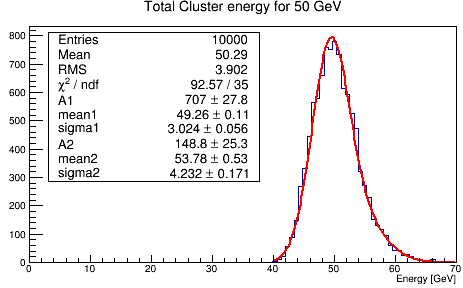 Total Cluster energy for 50 GeV
Entries 10000
Mean 50.29
RMS 3.902
χ² / ndf 92.57 / 35
A1 707 ± 27.8
mean1 49.26 ± 0.11
sigma1 3.024 ± 0.056
A2 148.8 ± 25.3
mean2 53.78 ± 0.53
sigma2 4.232 ± 0.171
800
700
600
500
400
300
200
100
0
0 10 20 30 40 50 60 70
Energy [GeV]